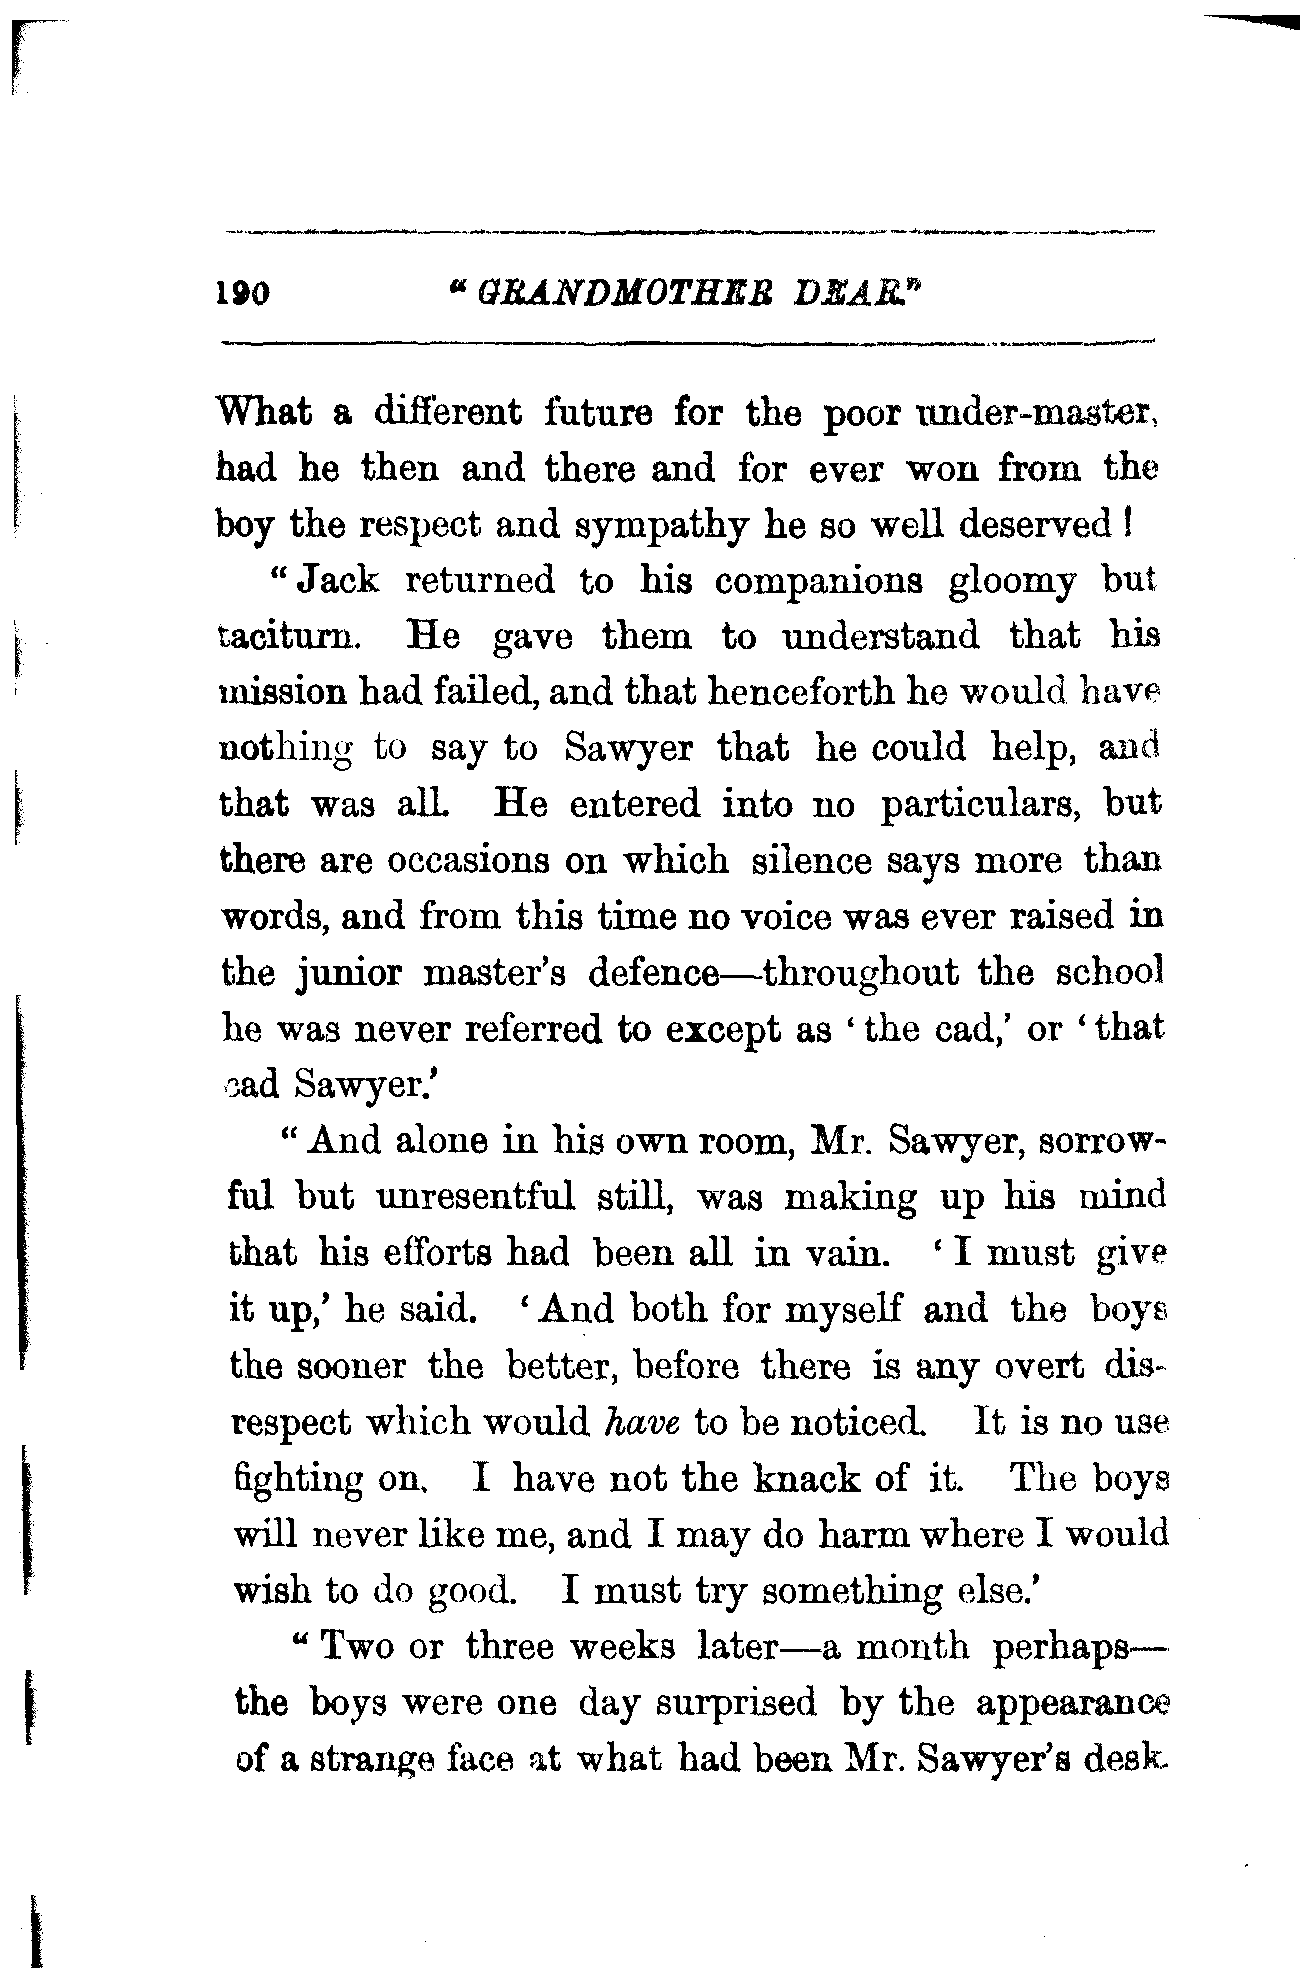 190 “GRANDMOTHER DEAR.”
What a different future for the poor under-master,
had he then and there and for ever won from the
boy the respect and sympathy he so well deserved!
“Jack returned to his companions gloomy but
taciturn. He gave them to understand that his
mission had failed, and that henceforth he would have
nothing to say to Sawyer that he could help, and
that was all. He entered into no particulars, but
there are occasions on which silence says more than
words, and from this time no voice was ever raised in
the junior master’s defence—throughout the school
he was never referred to except as ‘the cad,’ or ‘that
cad Sawyer.’
“And alone in his own room, Mr. Sawyer, sorrow-
ful but unresentful still, was making up his mind
that his efforts had been all in vain. ‘I must give
it up,’ he said. ‘And both for myself and the boys
the sooner the better, before there is any overt dis-
respect which would have to be noticed. It is no use
fighting on. I have not the knack of it. The boys
will never like me, and I may do harm where I would
wish to do good. I must try something else.’
“Two or three weeks later—a month perhaps—
the boys were one day surprised by the appearance
of a strange face at what had been Mr. Sawyer’s desk.